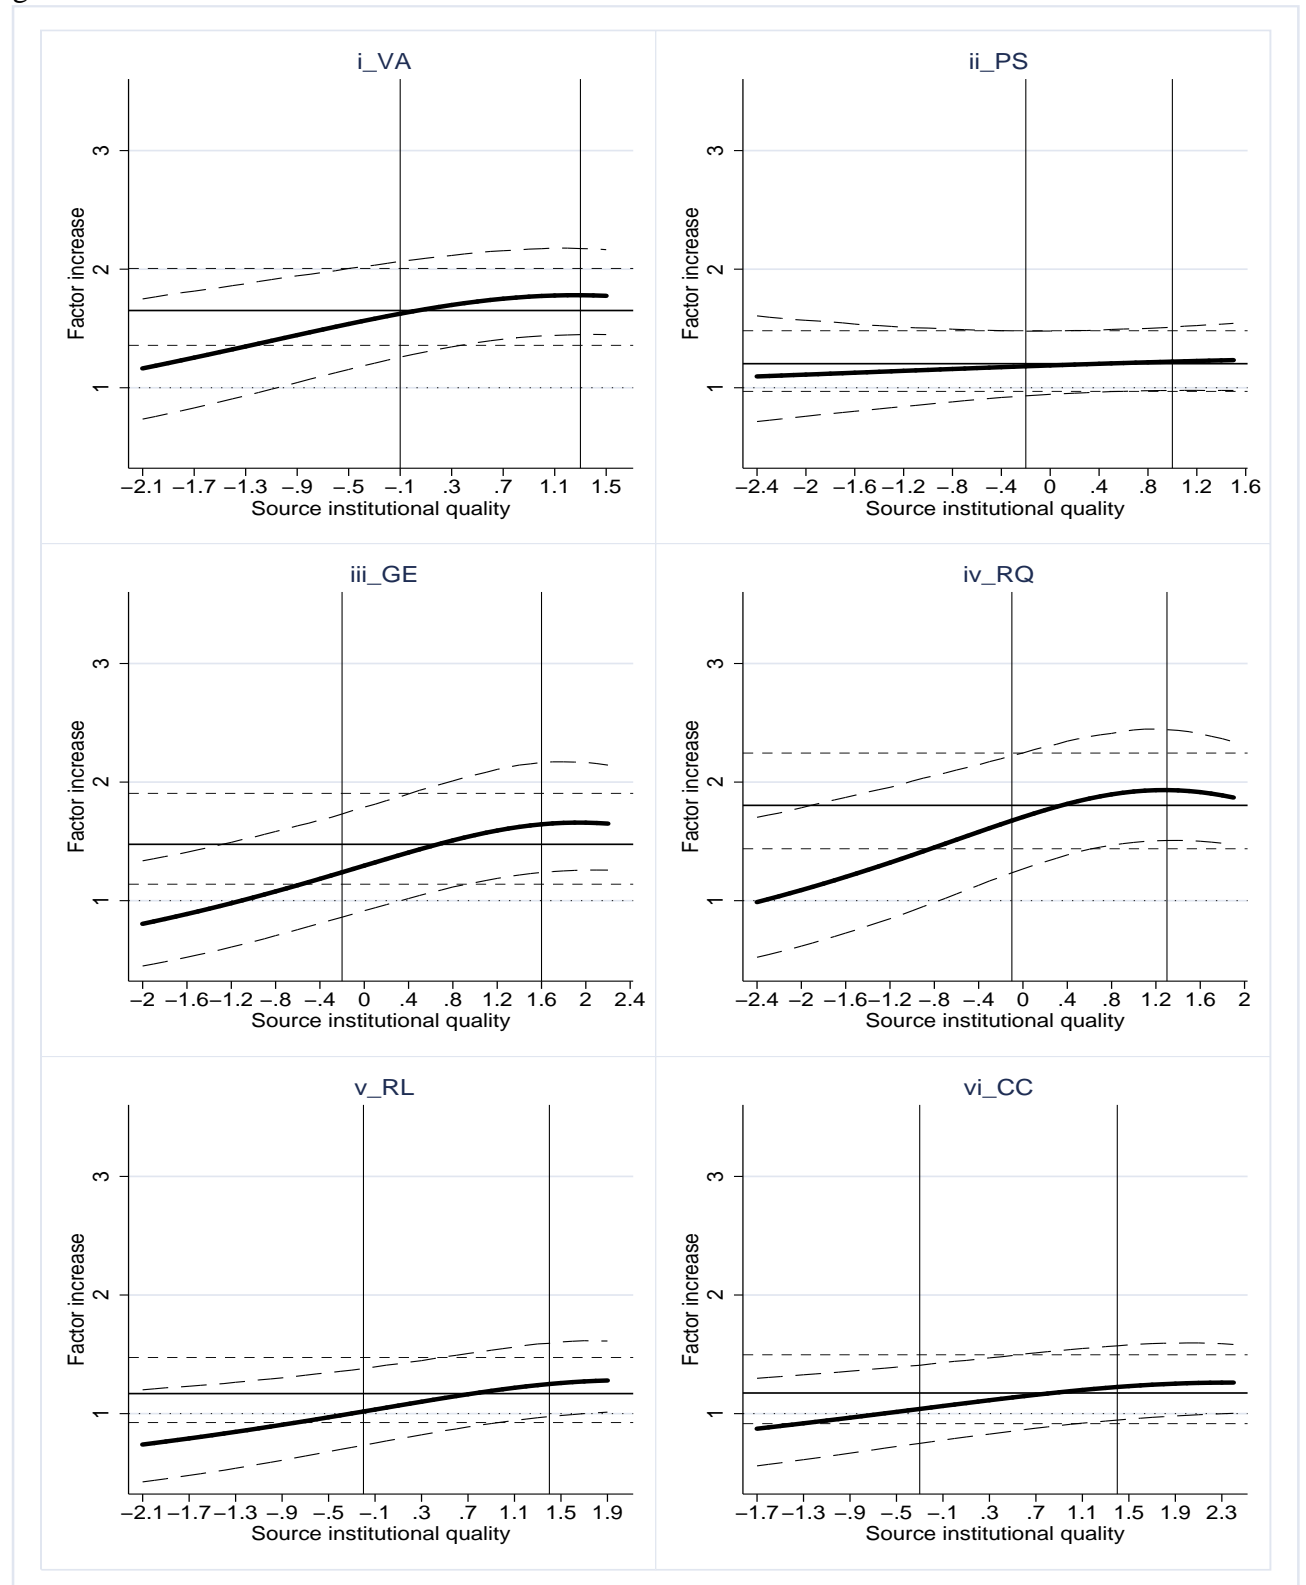 i_VA
Factor increase
3
2
1
−2.1 −1.7 −1.3 −.9 −.5 −.1 .3 .7 1.1 1.5
Source institutional quality
ii_PS
Factor increase
3
2
1
−2.4 −2 −1.6 −1.2 −.8 −.4 0 .4 .8 1.2 1.6
Source institutional quality
iii_GE
Factor increase
3
2
1
−2 −1.6 −1.2 −.8 −.4 0 .4 .8 1.2 1.6 2 2.4
Source institutional quality
iv_RQ
Factor increase
3
2
1
−2.4 −2 −1.6 −1.2 −.8 −.4 0 .4 .8 1.2 1.6 2
Source institutional quality
v_RL
Factor increase
3
2
1
−2.1 −1.7 −1.3 −.9 −.5 −.1 .3 .7 1.1 1.5 1.9
Source institutional quality
vi_CC
Factor increase
3
2
1
−1.7 −1.3 −.9 −.5 −.1 .3 .7 1.1 1.5 1.9 2.3
Source institutional quality